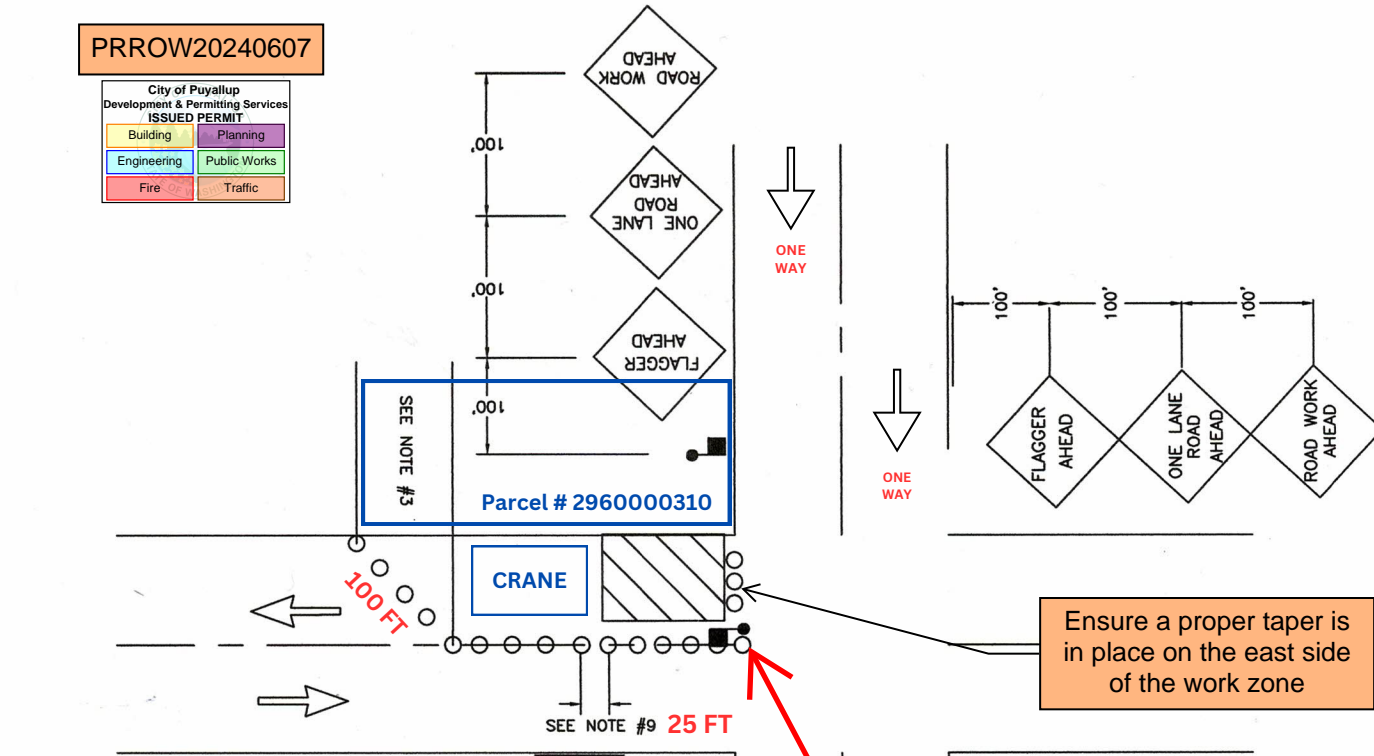 PRROW20240607
City of Puyallup
Development & Permitting Services
ISSUED PERMIT
Building
Planning
Engineering
Public Works
Fire
Traffic
ROAD WORK
AHEAD
100'
ONE LANE
ROAD
AHEAD
100'
FLAGGER
AHEAD
100'
ONE
WAY
ONE
WAY
100'
100'
100'
FLAGGER
AHEAD
ONE LANE
ROAD
AHEAD
ROAD WORK
AHEAD
SEE NOTE #3
Parcel # 2960000310
CRANE
100 FT
SEE NOTE #9
25 FT
Ensure a proper taper is
in place on the east side
of the work zone